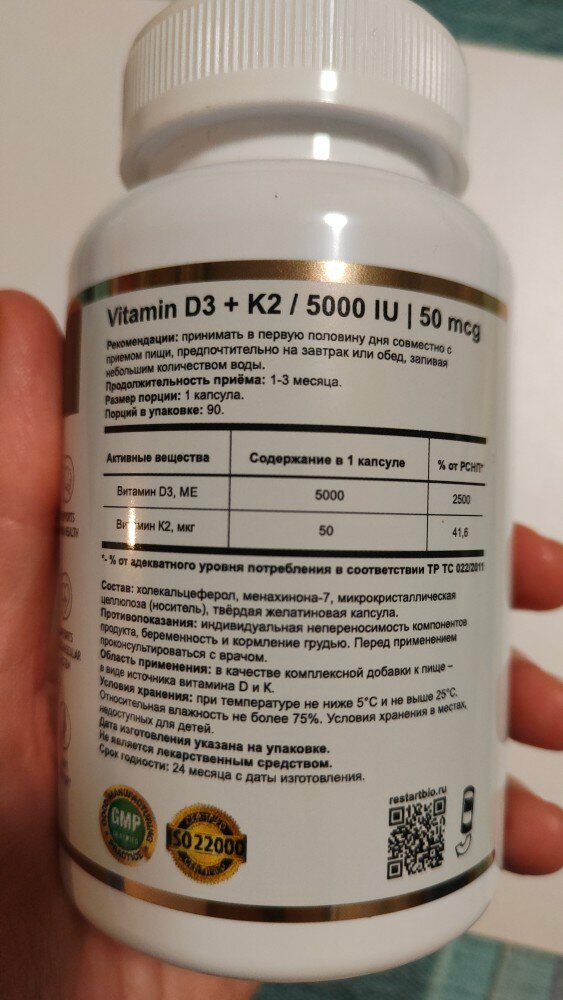 Vitamin D3 + K2 / 5000 IU | 50 mcg
Рекомендации: принимать в первую половину дня совместно с
приемом пищи, предпочтительно на завтрак или обед, запивая
небольшим количеством воды.
Продолжительность приёма: 1-3 месяца.
Размер порции: 1 капсула.
Порций в упаковке: 90.
Активные вещества Содержание в 1 капсуле % от РСНП*
Витамин D3, МЕ 5000 2500
Витамин К2, мкг 50 41,6
*- % от адекватного уровня потребления в соответствии ТР ТС 022/2011
Состав: холекальцеферол, менахинона-7, микрокристаллическая
целлюлоза (носитель), твёрдая желатиновая капсула.
Противопоказания: индивидуальная непереносимость компонентов
продукта, беременность и кормление грудью. Перед применением
проконсультироваться с врачом.
Область применения: в качестве комплексной добавки к пище –
в виде источника витамина D и К.
Условия хранения: при температуре не ниже 5°С и не выше 25°С.
Относительная влажность не более 75%. Условия хранения в местах,
недоступных для детей.
Дата изготовления указана на упаковке.
Не является лекарственным средством.
Срок годности: 24 месяца с даты изготовления.
restartbio.ru
GMP
ISO 22000
HEALTH